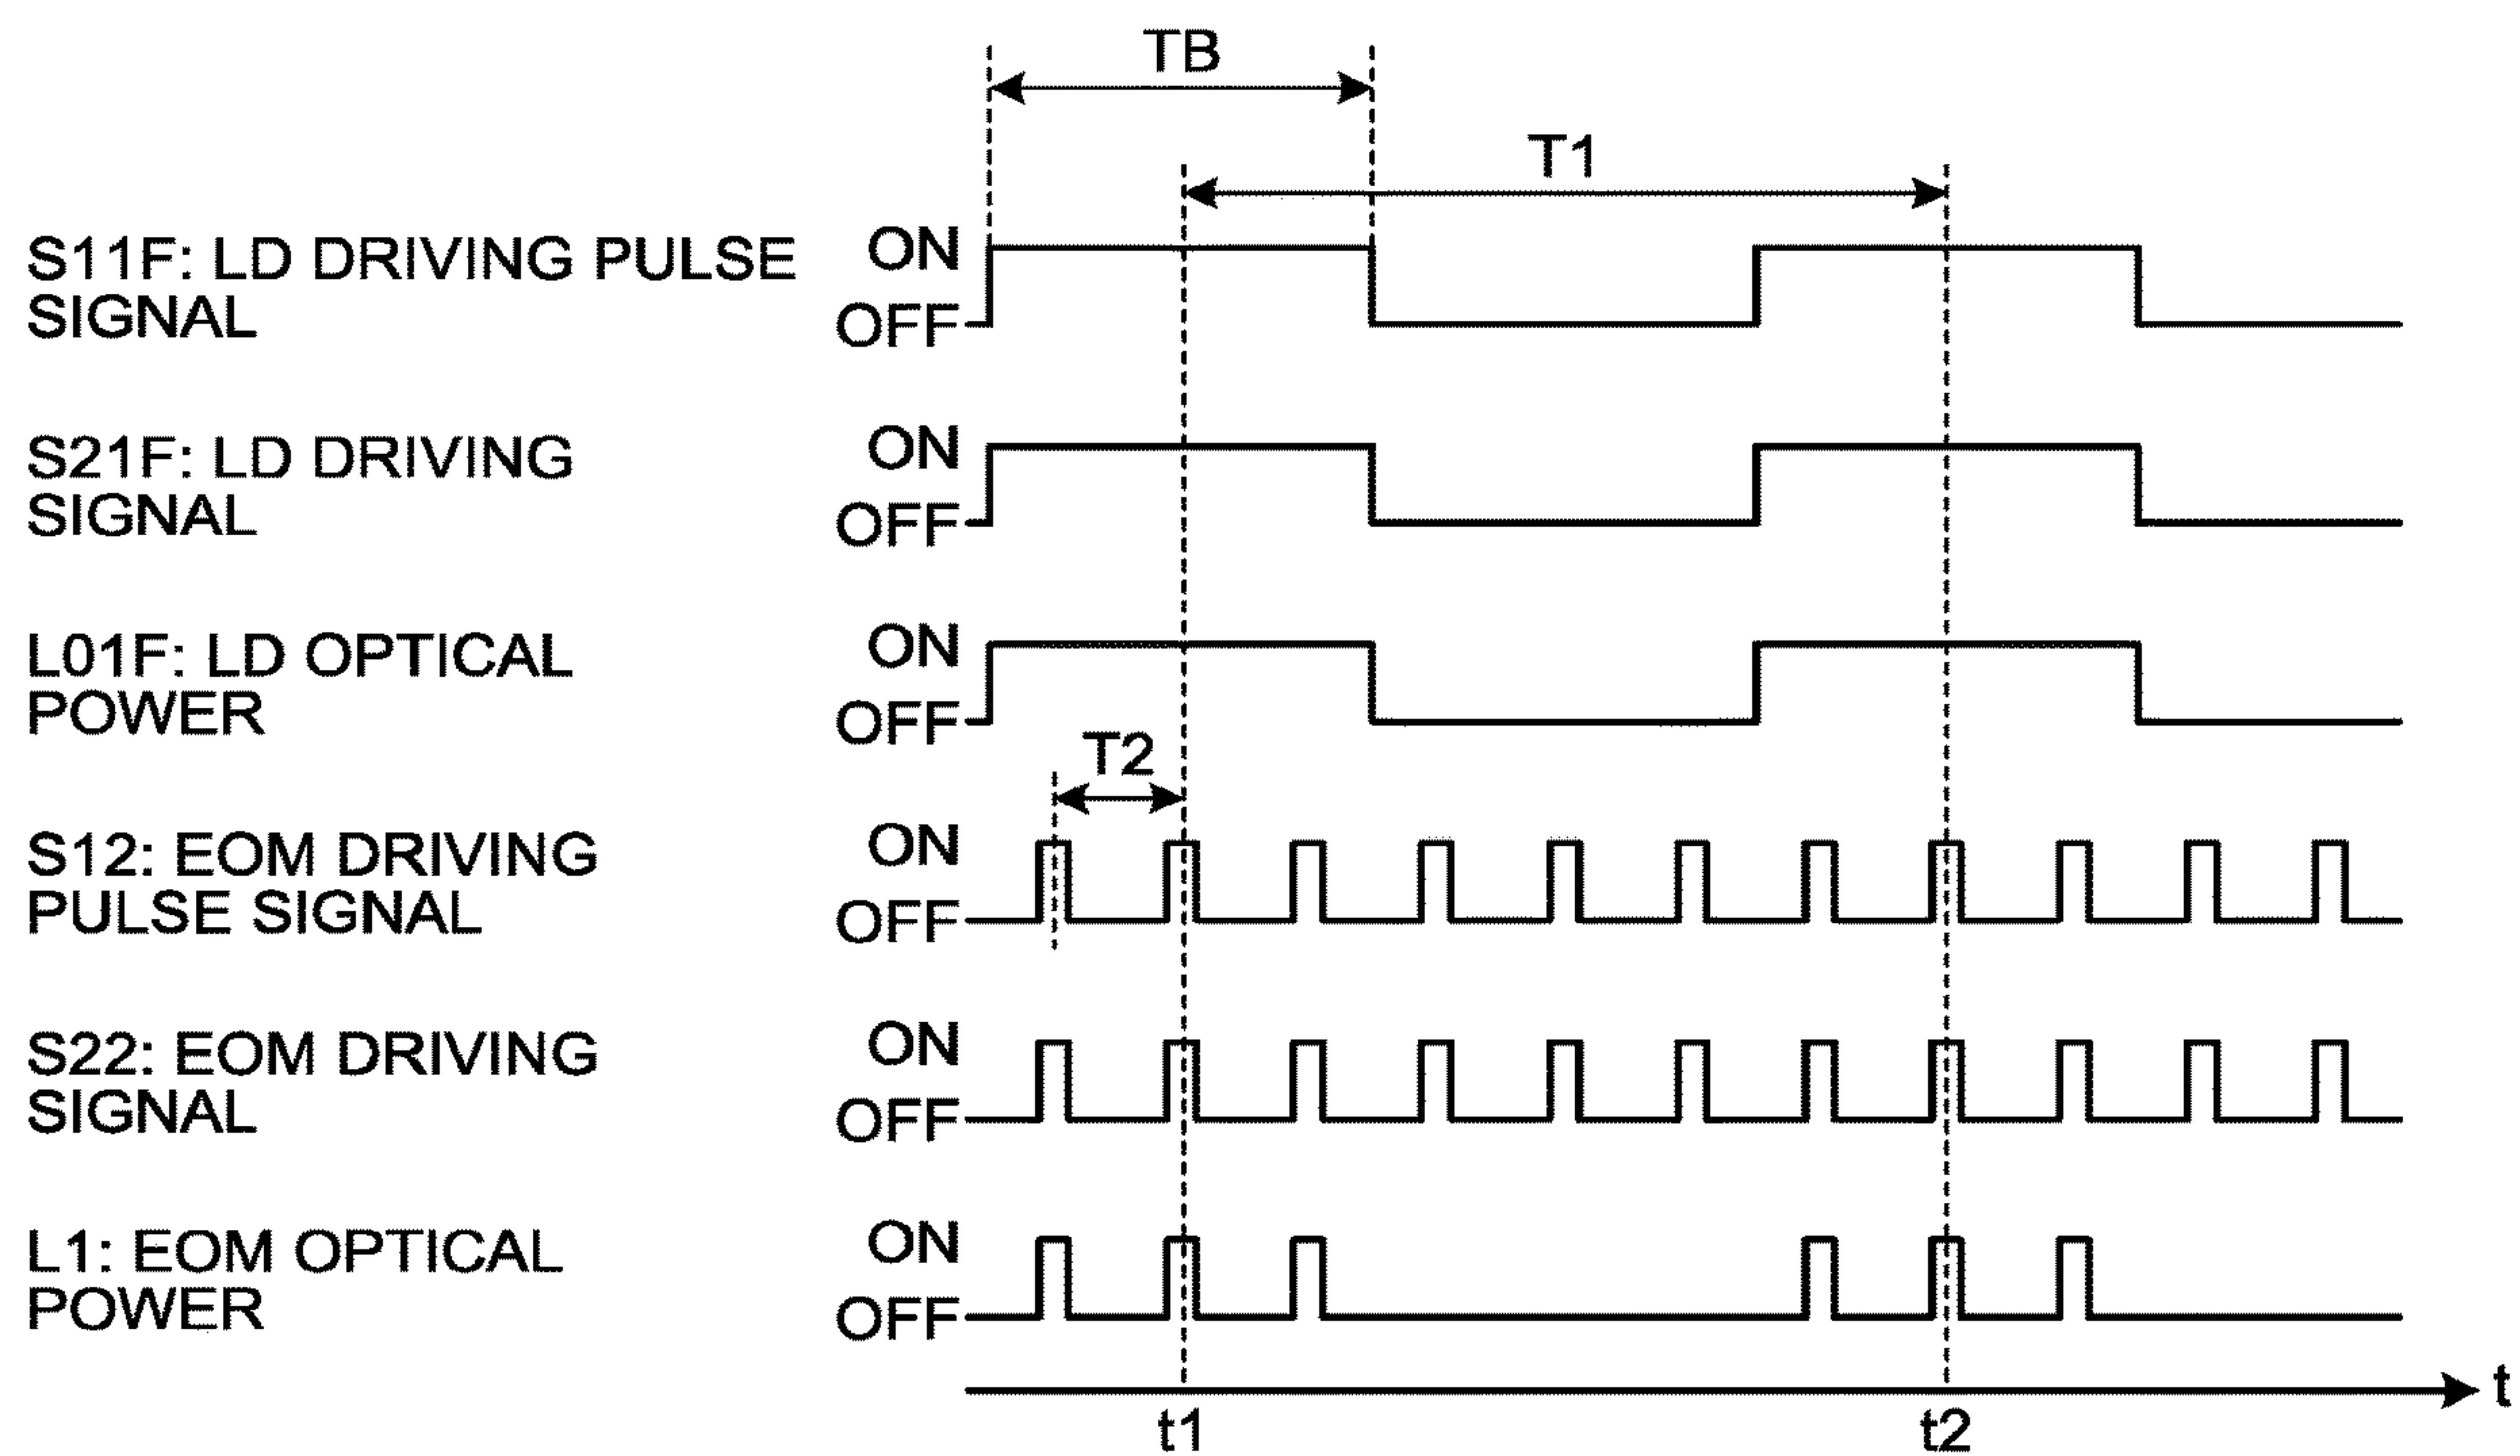 TB
T1
S11F: LD DRIVING PULSE
SIGNAL
ON
OFF
S21F: LD DRIVING
SIGNAL
ON
OFF
L01F: LD OPTICAL
POWER
ON
OFF
T2
S12: EOM DRIVING
PULSE SIGNAL
ON
OFF
S22: EOM DRIVING
SIGNAL
ON
OFF
L1: EOM OPTICAL
POWER
ON
OFF
t
t1
t2